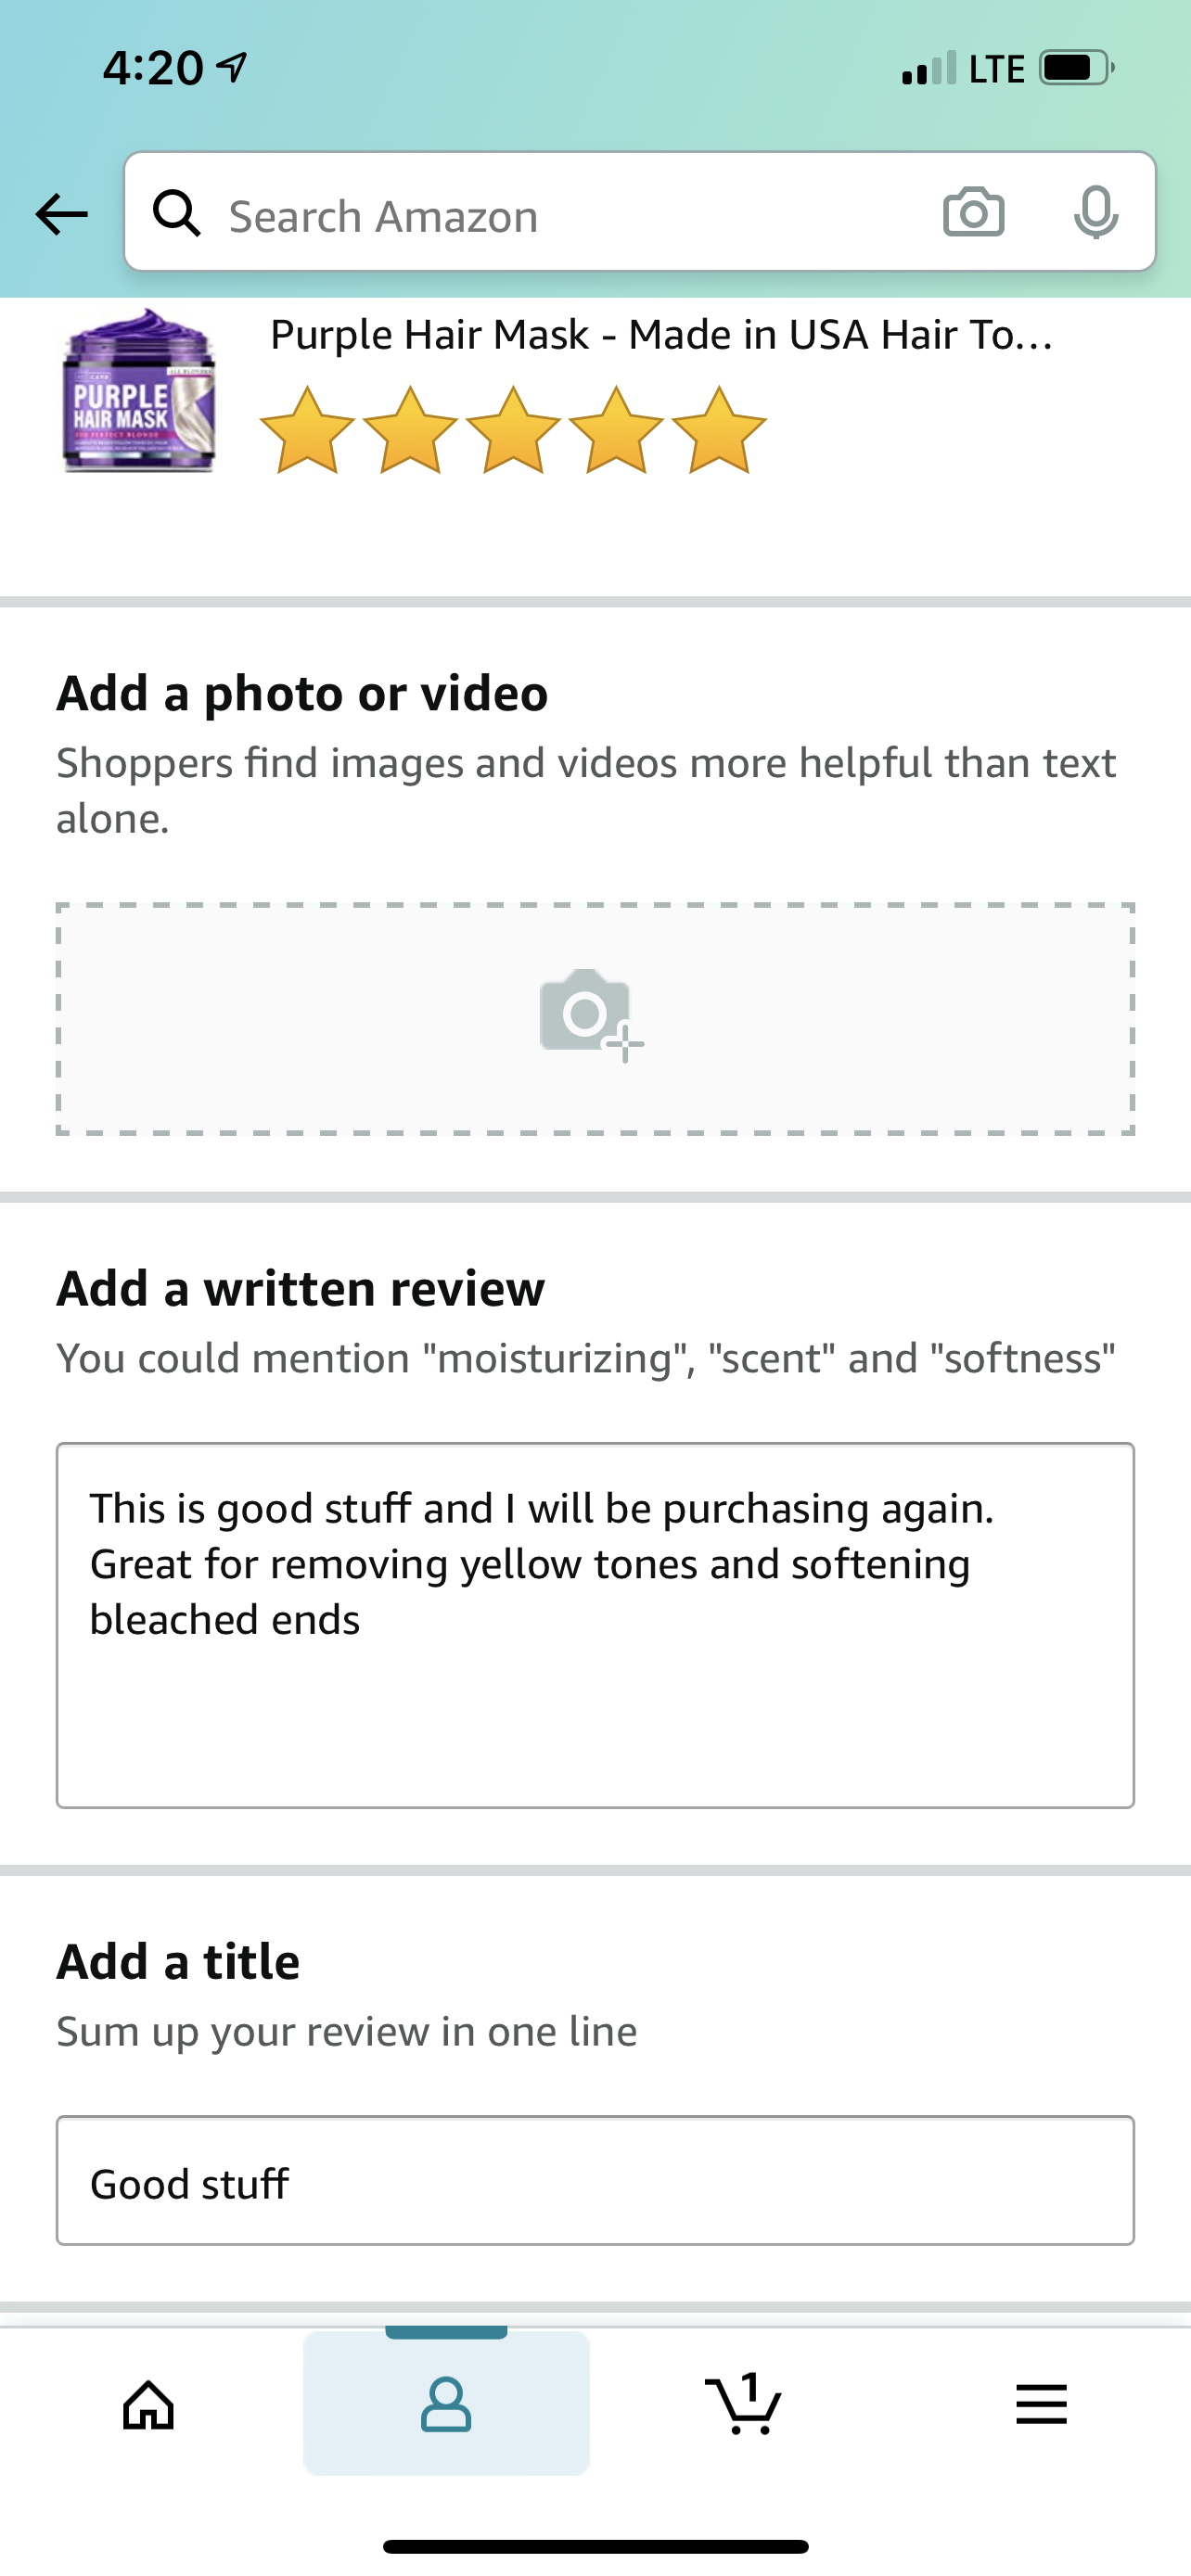 4:20
LTE
Search Amazon
Purple Hair Mask - Made in USA Hair To...
PURPLE
HAIR MASK
FOR PERFECT BLONDE
Add a photo or video
Shoppers find images and videos more helpful than text
alone.
Add a written review
You could mention "moisturizing", "scent" and "softness"
This is good stuff and I will be purchasing again.
Great for removing yellow tones and softening
bleached ends
Add a title
Sum up your review in one line
Good stuff
1